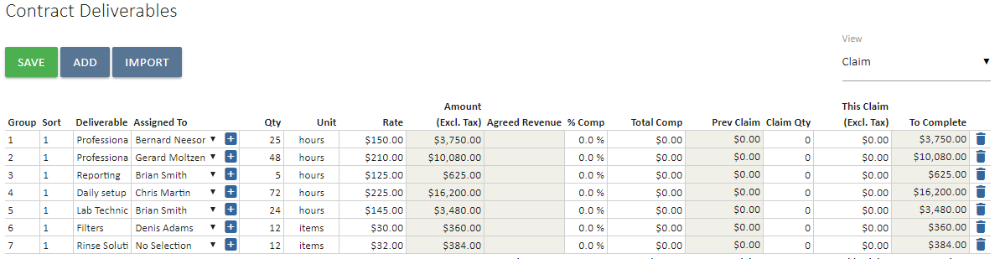 Contract Deliverables
View
SAVE ADD IMPORT Claim
Amount This Claim
Group Sort Deliverable Assigned To Qty Unit Rate (Excl. Tax) Agreed Revenue % Comp Total Comp Prev Claim Claim Qty (Excl. Tax) To Complete
1 1 Professiona Bernard Neesor 25 hours $150.00 $3,750.00 0.0 % $0.00 $0.00 0 $0.00 $3,750.00
2 1 Professiona Gerard Moltzen 48 hours $210.00 $10,080.00 0.0 % $0.00 $0.00 0 $0.00 $10,080.00
3 1 Reporting Brian Smith 5 hours $125.00 $625.00 0.0 % $0.00 $0.00 0 $0.00 $625.00
4 1 Daily setup Chris Martin 72 hours $225.00 $16,200.00 0.0 % $0.00 $0.00 0 $0.00 $16,200.00
5 1 Lab Technic Brian Smith 24 hours $145.00 $3,480.00 0.0 % $0.00 $0.00 0 $0.00 $3,480.00
6 1 Filters Denis Adams 12 items $30.00 $360.00 0.0 % $0.00 $0.00 0 $0.00 $360.00
7 1 Rinse Soluti No Selection 12 items $32.00 $384.00 0.0 % $0.00 $0.00 0 $0.00 $384.00